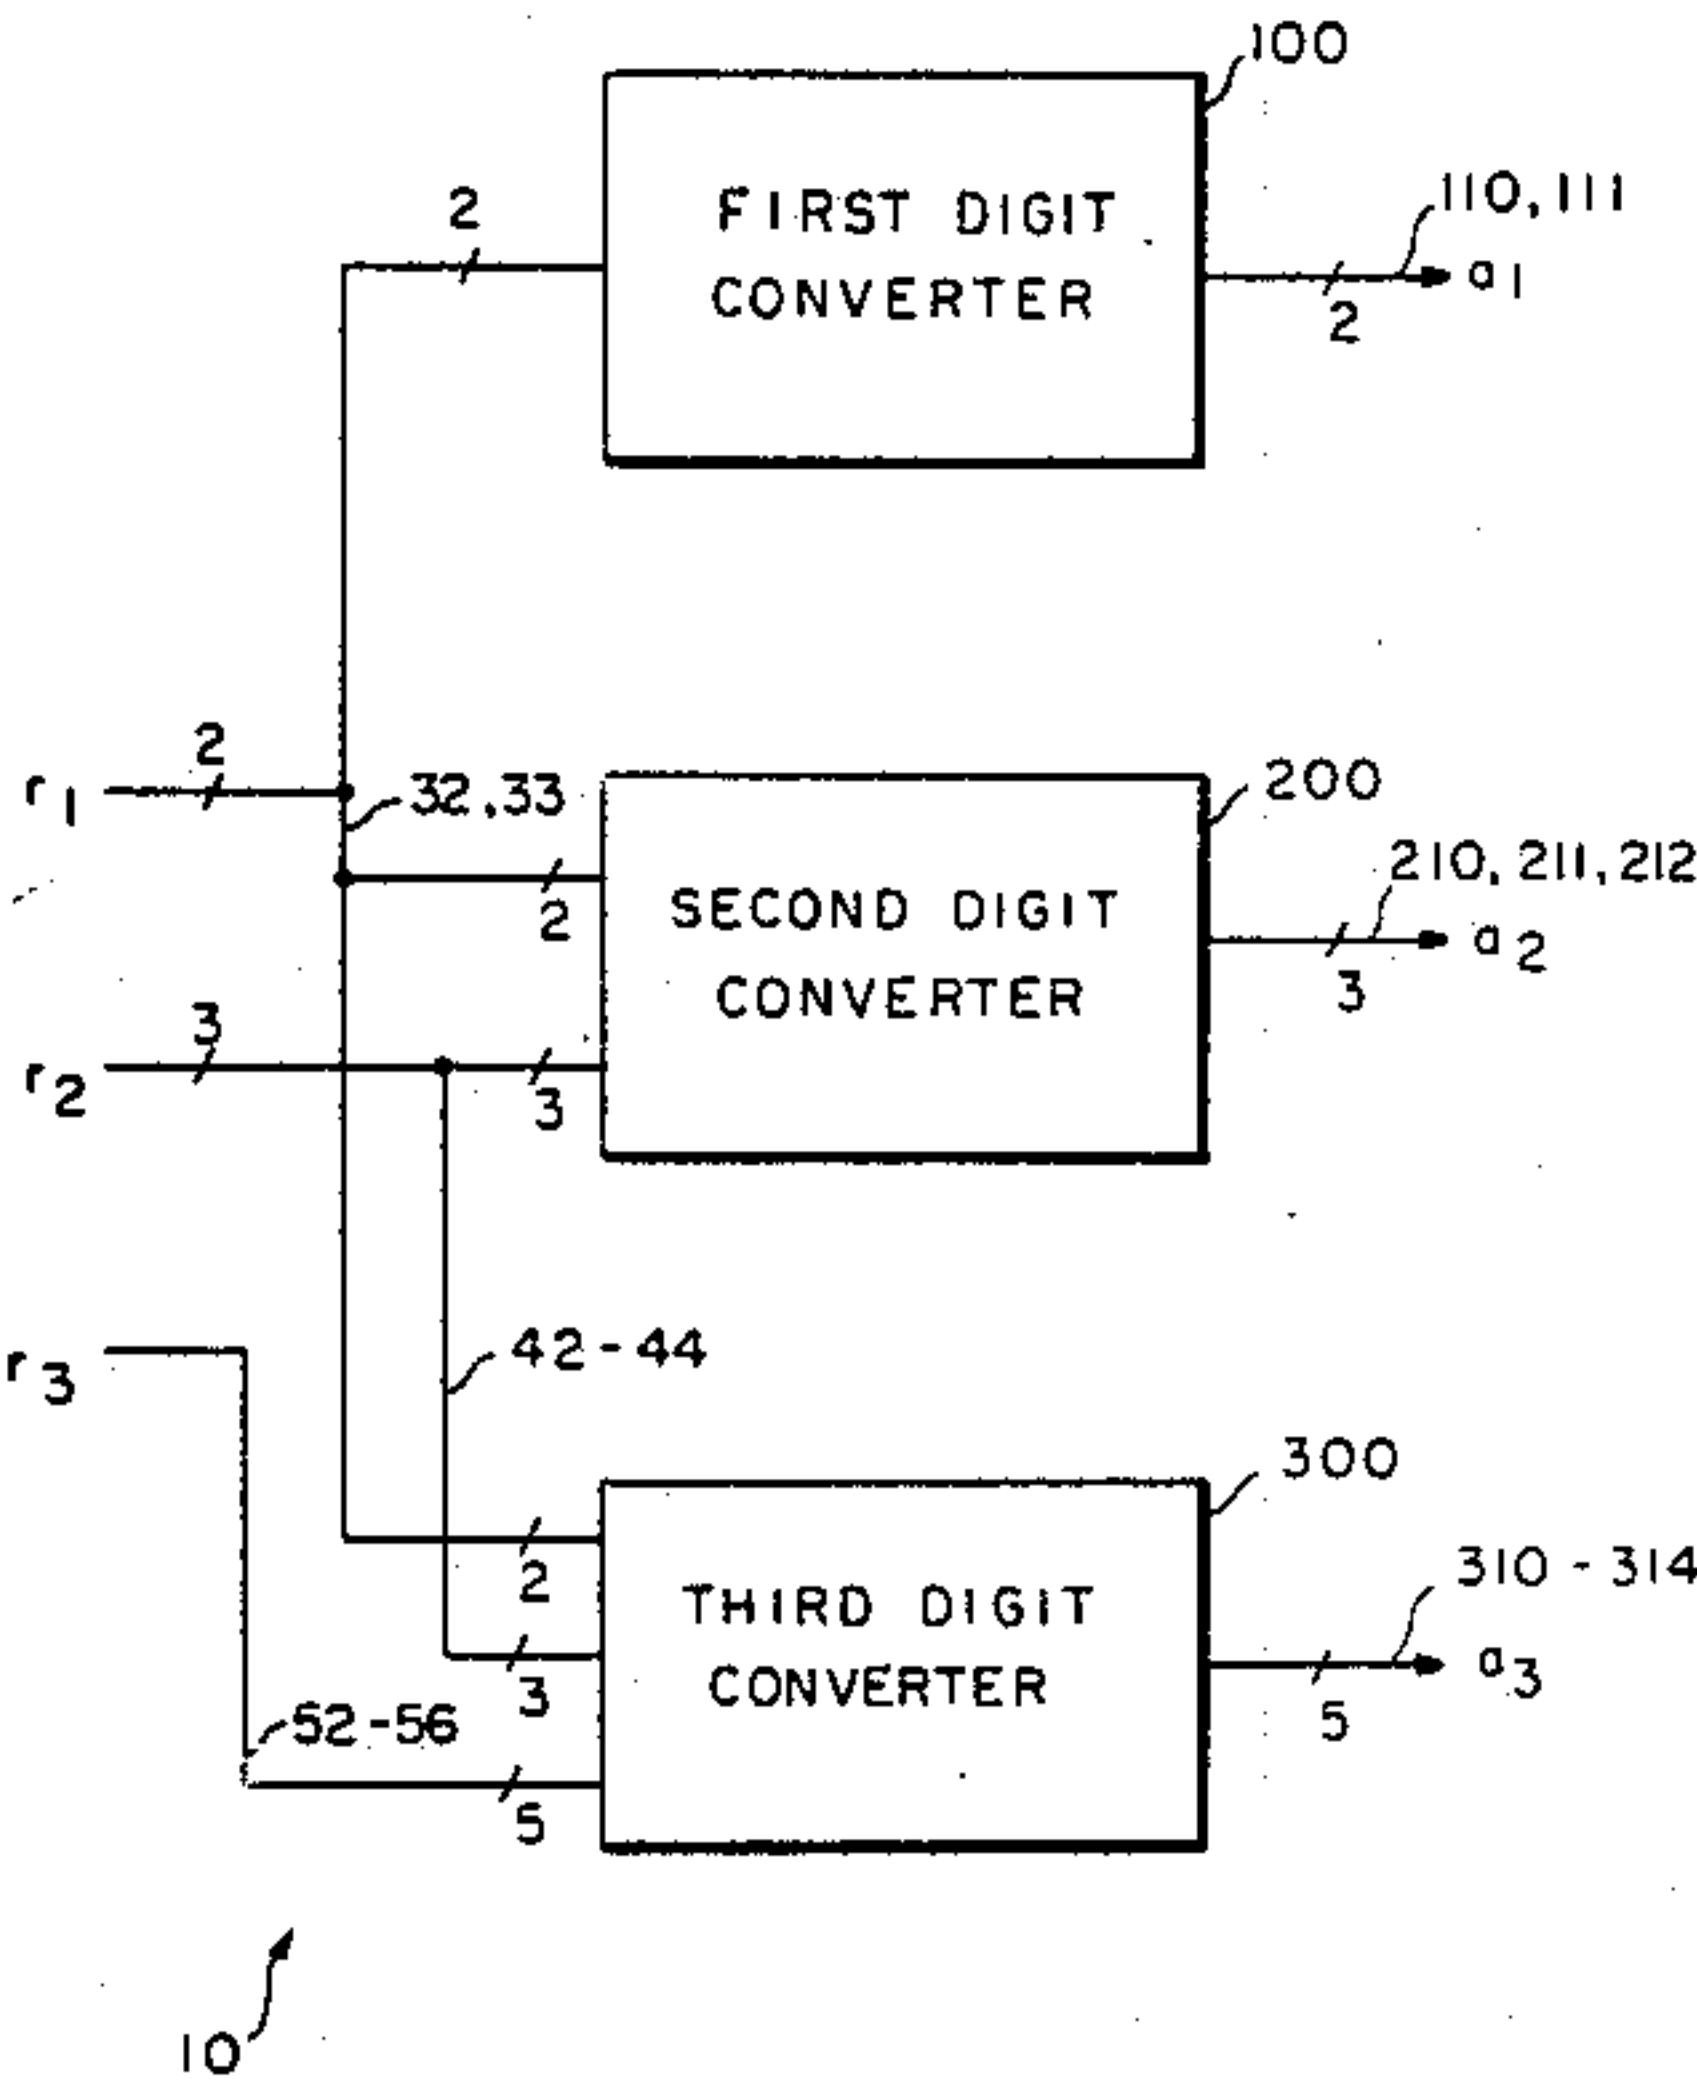 100
FIRST DIGIT
CONVERTER
2
110, 111
a1
2
r1
2
32, 33
200
SECOND DIGIT
CONVERTER
2
210, 211, 212
a2
3
r2
3
3
42-44
r3
300
THIRD DIGIT
CONVERTER
2
3
310-314
a3
5
52-56
5
10